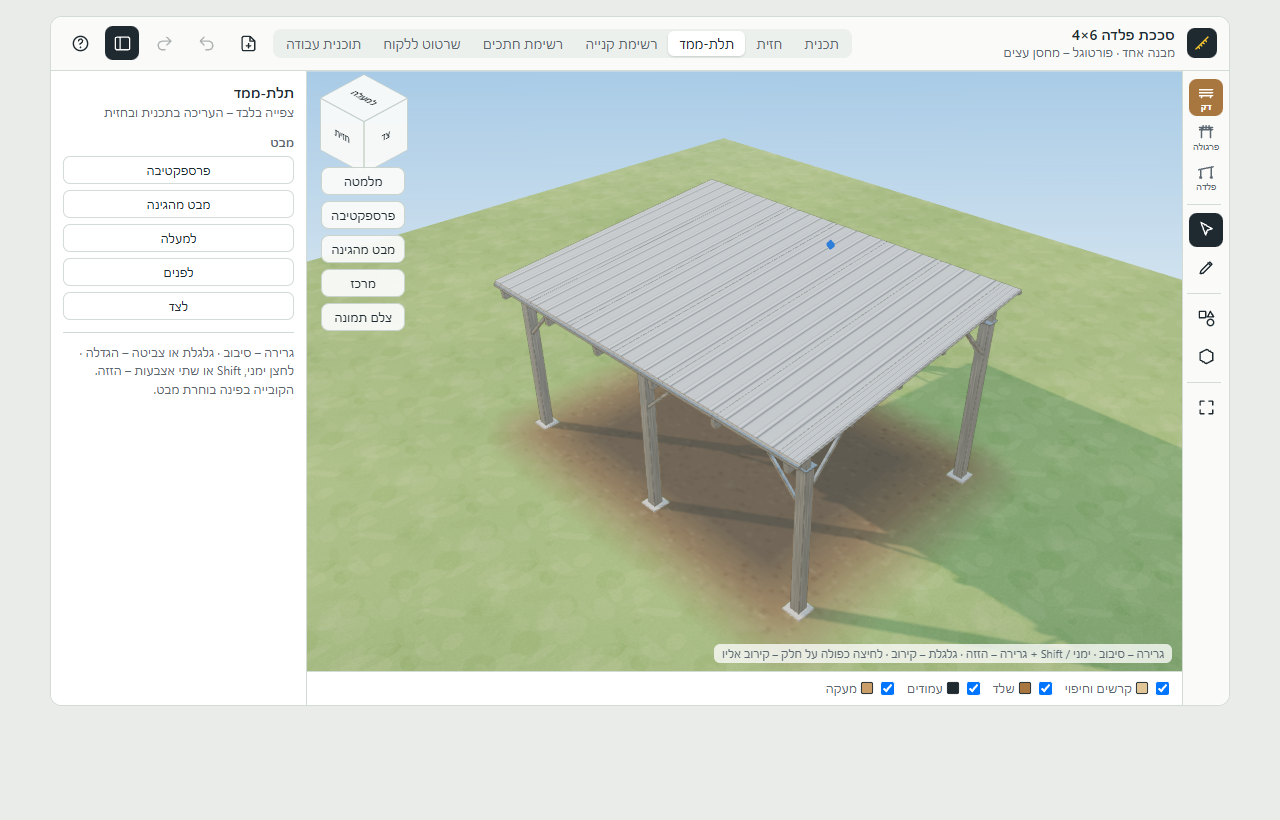 סככת פלדה 6×4
מבנה אחד · פורטוגל – מחסן עצים
תכנית
חזית
תלת-ממד
רשימת קנייה
רשימת חתכים
שרטוט ללקוח
תוכנית עבודה
דק
פרגולה
פלדה
למעלה
חזית
צד
מלמטה
פרספקטיבה
מבט מהגינה
מרכז
צלם תמונה
גרירה – סיבוב · ימני / Shift + גרירה – הזזה · גלגלת – קירוב · לחיצה כפולה על חלק – קירוב אליו
קרשים וחיפוי
שלד
עמודים
מעקה
תלת-ממד
צפייה בלבד – העריכה בתכנית ובחזית
מבט
פרספקטיבה
מבט מהגינה
למעלה
לפנים
לצד
גרירה – סיבוב · גלגלת או צביטה – הגדלה ·
לחצן ימני, Shift או שתי אצבעות – הזזה.
הקובייה בפינה בוחרת מבט.